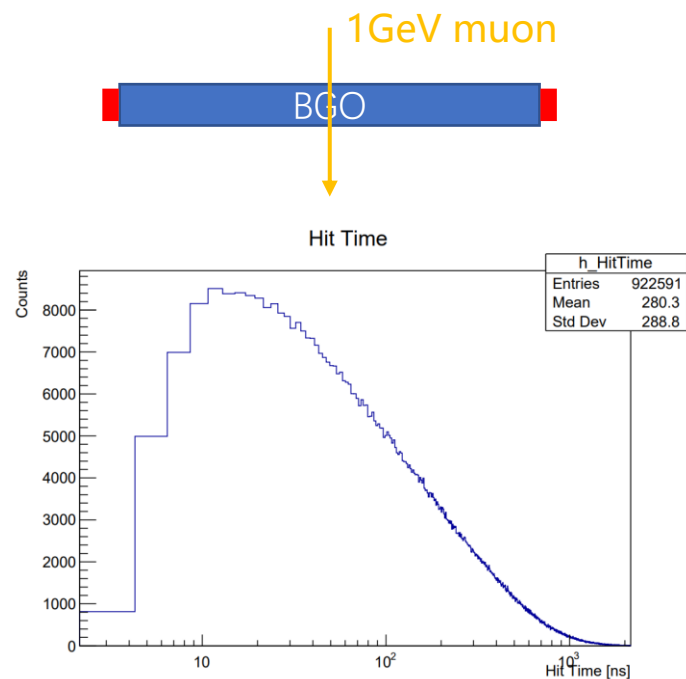 1GeV muon
BGO
Hit Time
h_HitTime
Entries 922591
Mean 280.3
Std Dev 288.8
Counts
8000
7000
6000
5000
4000
3000
2000
1000
0
10 10² 10³
Hit Time [ns]